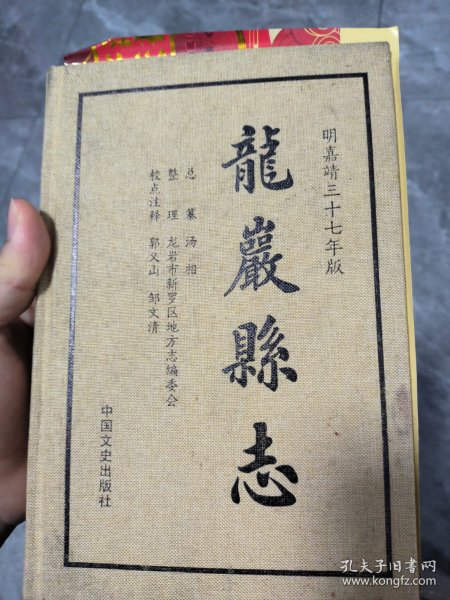 明嘉靖三十七年版
龍巖縣志
总纂 汤相
整理 龙岩市新罗区地方志编委会
校点注释 郭义山 邹文清
中国文史出版社
孔夫子旧书网
www.kongfz.com